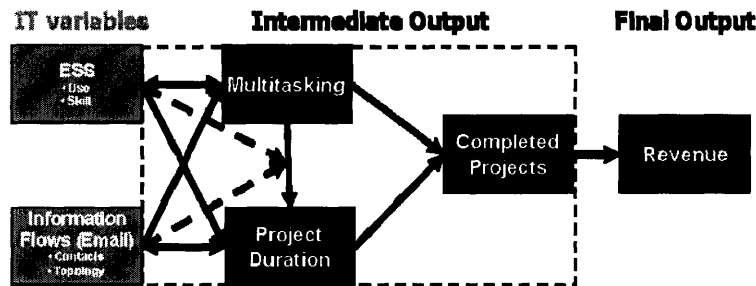 IT variables
Intermediate Output
Final Output
ESS
• Use
• Skill
Multitasking
Completed
Projects
Revenue
Information
Flows (Email)
• Contacts
• Topology
Project
Duration